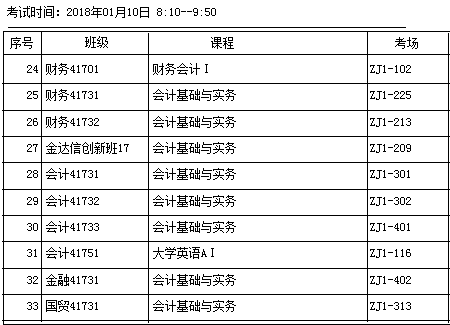 考试时间：2018年01月10日 8:10--9:50
序号 班级 课程 考场
24 财务41701 财务会计Ⅰ ZJ1-102
25 财务41731 会计基础与实务 ZJ1-225
26 财务41732 会计基础与实务 ZJ1-213
27 金达信创新班17 会计基础与实务 ZJ1-209
28 会计41731 会计基础与实务 ZJ1-301
29 会计41732 会计基础与实务 ZJ1-302
30 会计41733 会计基础与实务 ZJ1-401
31 会计41751 大学英语AⅠ ZJ1-116
32 金融41731 会计基础与实务 ZJ1-402
33 国贸41731 会计基础与实务 ZJ1-313